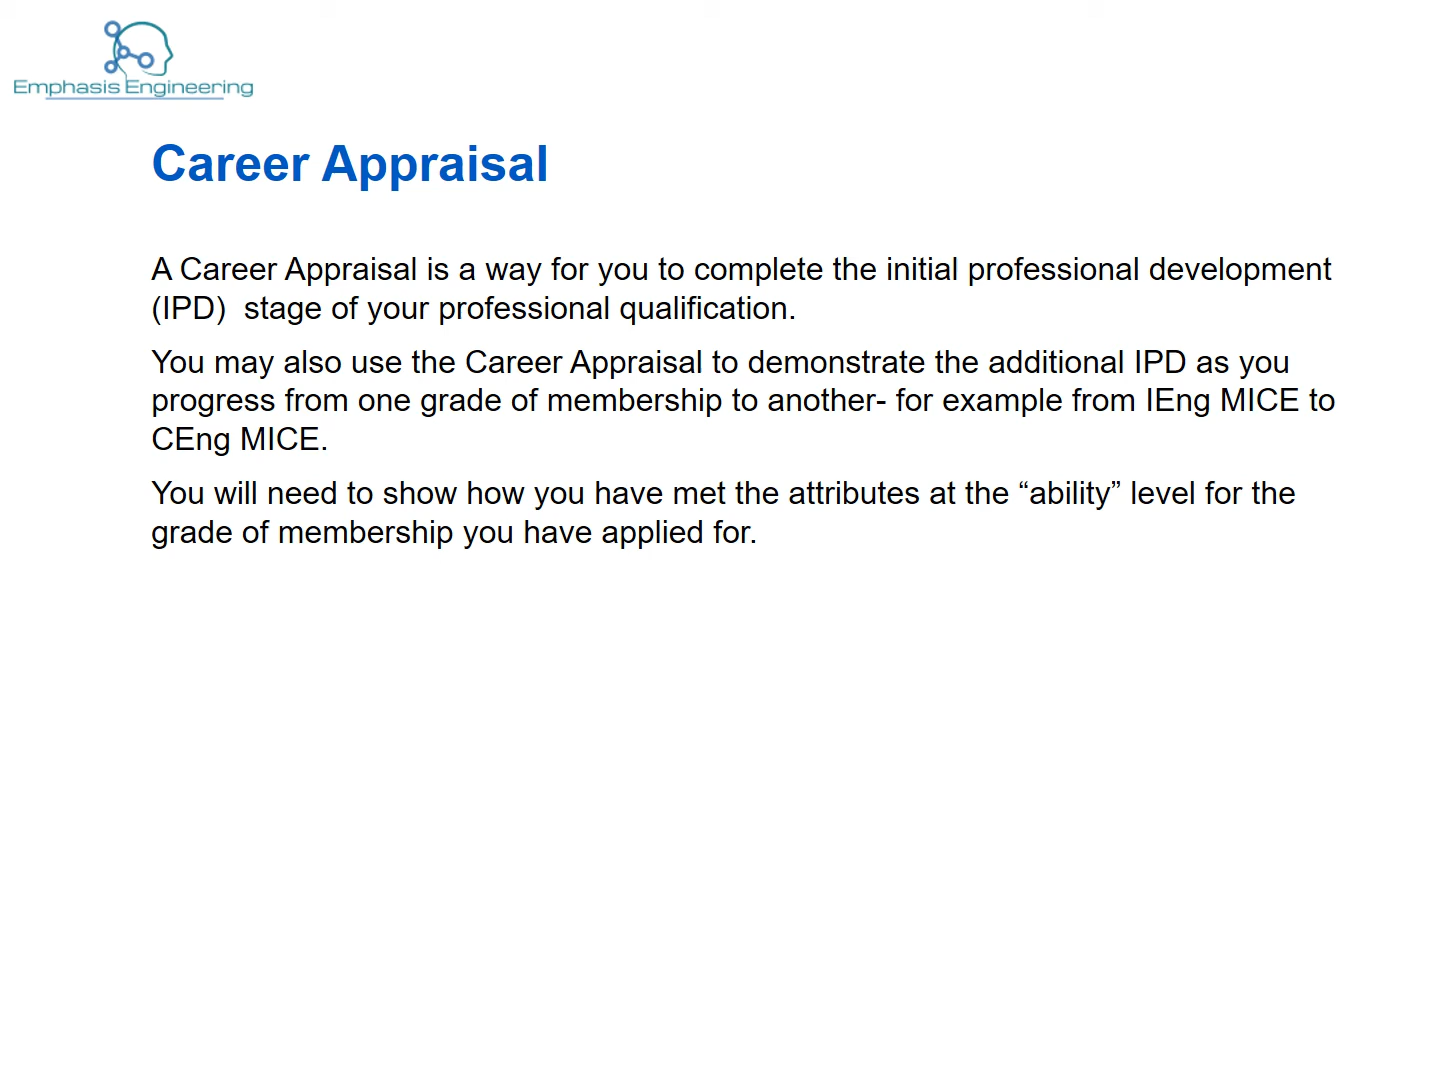 Emphasis Engineering
Career Appraisal
A Career Appraisal is a way for you to complete the initial professional development
(IPD)  stage of your professional qualification.
You may also use the Career Appraisal to demonstrate the additional IPD as you
progress from one grade of membership to another- for example from IEng MICE to
CEng MICE.
You will need to show how you have met the attributes at the “ability” level for the
grade of membership you have applied for.